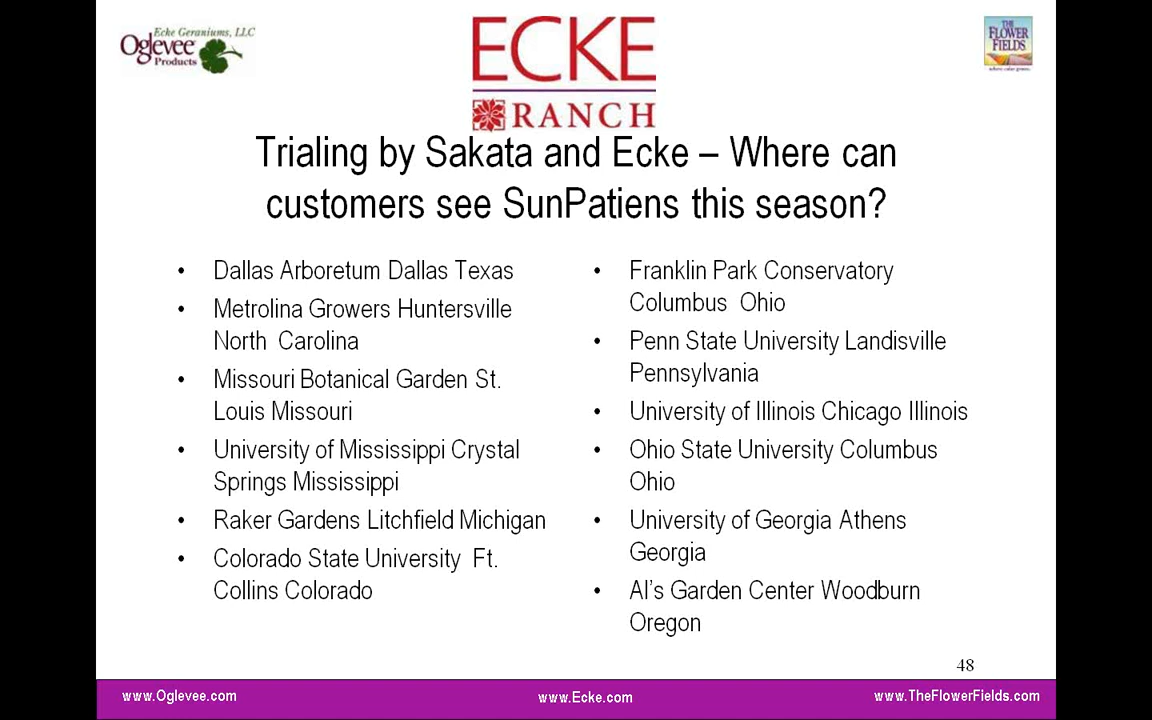 Ecke Geraniums, LLC
Oglevee
Products
ECKE
RANCH
THE
FLOWER
FIELDS
Trialing by Sakata and Ecke – Where can
customers see SunPatiens this season?
• Dallas Arboretum Dallas Texas
• Metrolina Growers Huntersville
North  Carolina
• Missouri Botanical Garden St.
Louis Missouri
• University of Mississippi Crystal
Springs Mississippi
• Raker Gardens Litchfield Michigan
• Colorado State University  Ft.
Collins Colorado
• Franklin Park Conservatory
Columbus  Ohio
• Penn State University Landisville
Pennsylvania
• University of Illinois Chicago Illinois
• Ohio State University Columbus
Ohio
• University of Georgia Athens
Georgia
• Al’s Garden Center Woodburn
Oregon
48
www.Oglevee.com
www.Ecke.com
www.TheFlowerFields.com